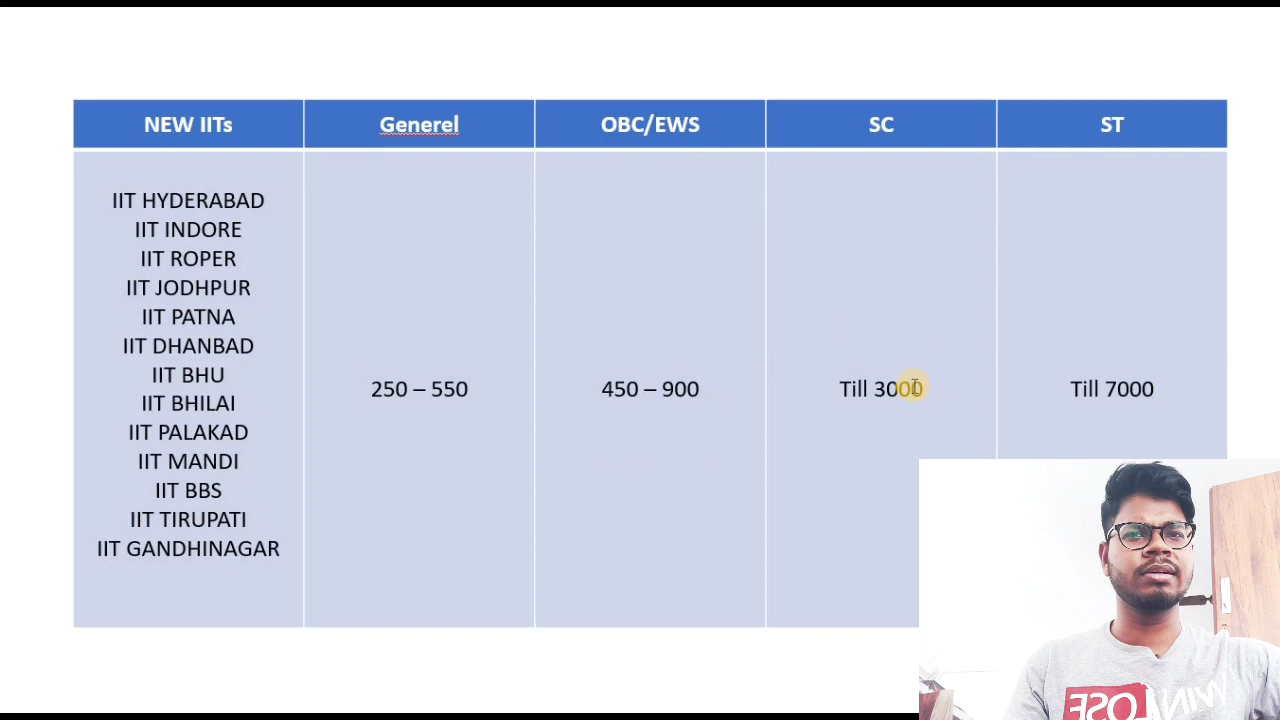 NEW IITs
Generel
OBC/EWS
SC
ST
IIT HYDERABAD
IIT INDORE
IIT ROPER
IIT JODHPUR
IIT PATNA
IIT DHANBAD
IIT BHU
IIT BHILAI
IIT PALAKAD
IIT MANDI
IIT BBS
IIT TIRUPATI
IIT GANDHINAGAR
250 – 550
450 – 900
Till 3000
Till 7000
WIN LOSE